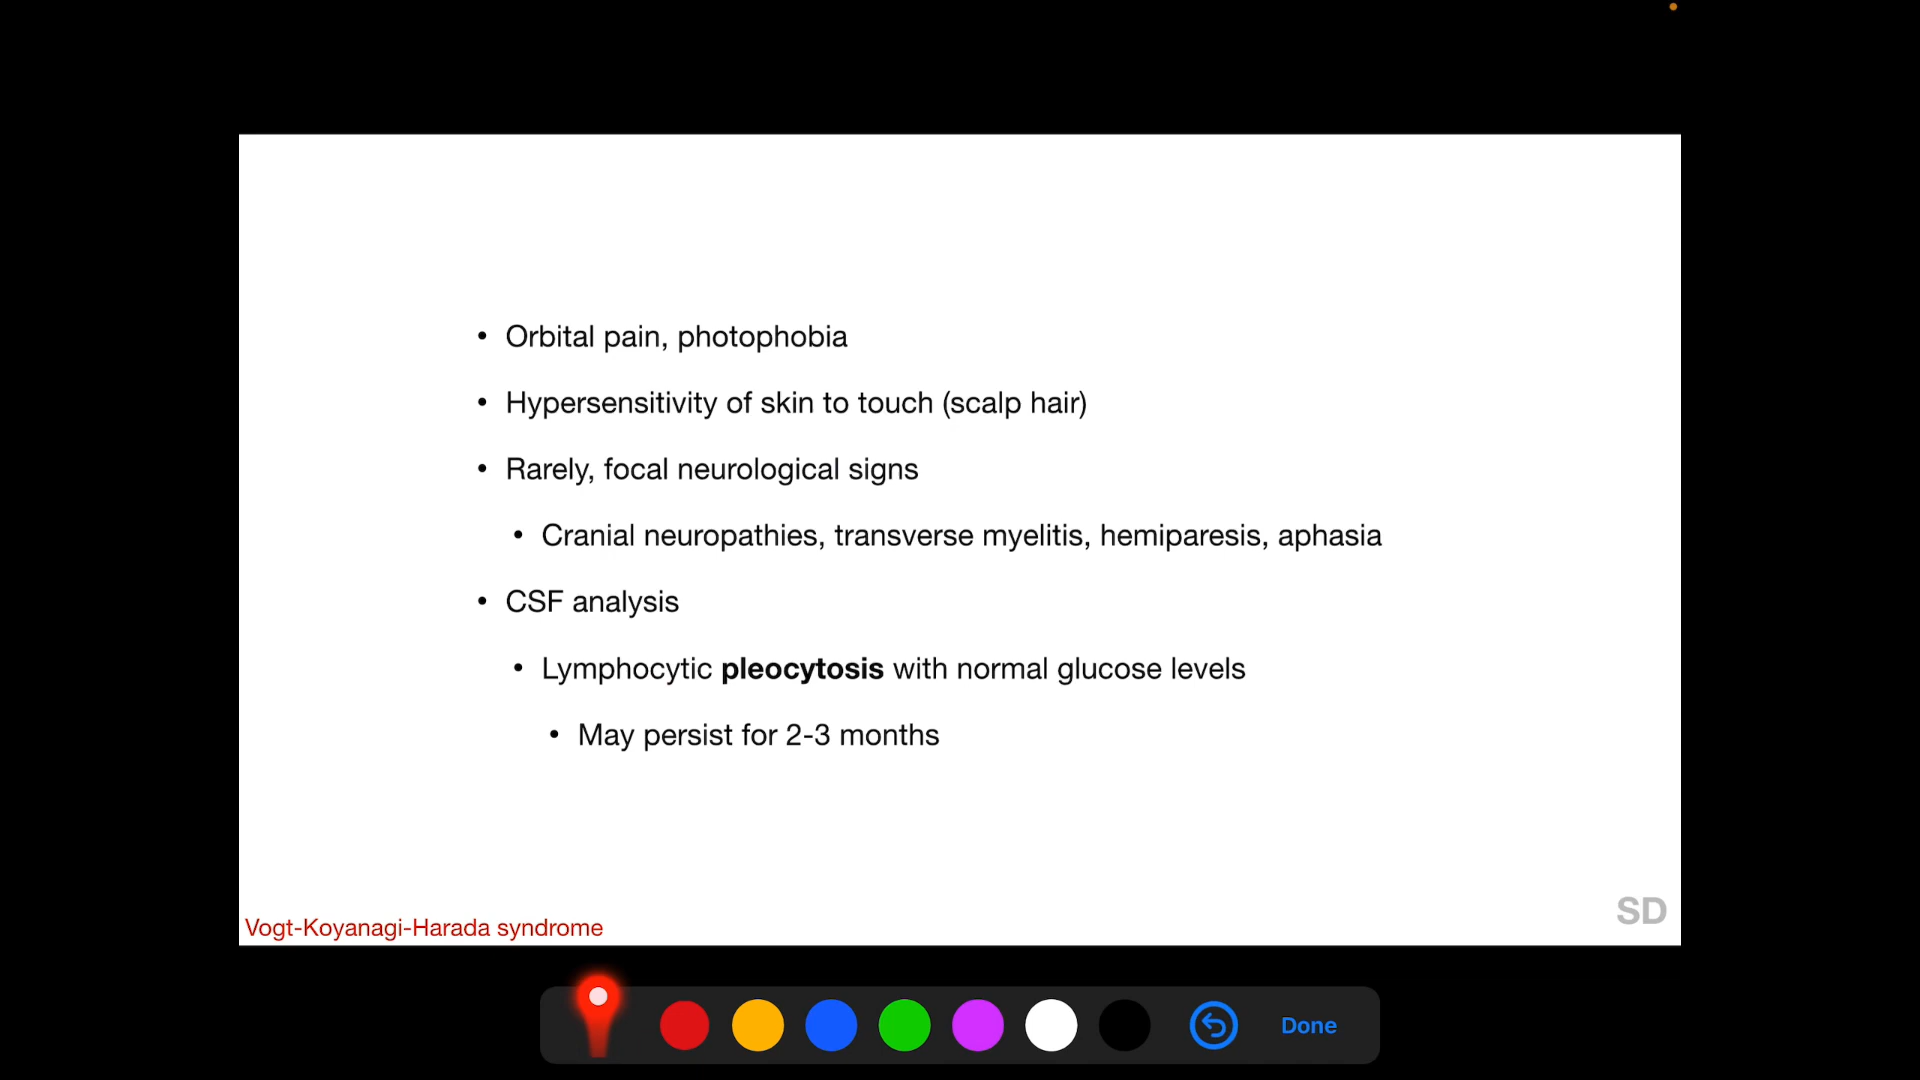 • Orbital pain, photophobia
• Hypersensitivity of skin to touch (scalp hair)
• Rarely, focal neurological signs
• Cranial neuropathies, transverse myelitis, hemiparesis, aphasia
• CSF analysis
• Lymphocytic pleocytosis with normal glucose levels
• May persist for 2-3 months
SD
Vogt-Koyanagi-Harada syndrome
Done